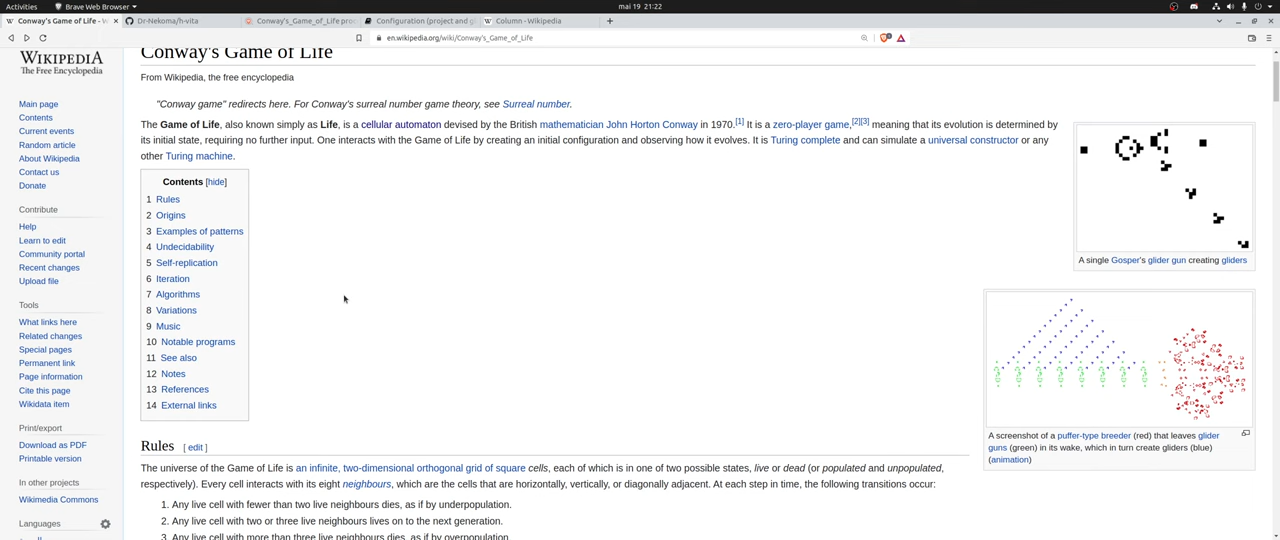 Activities
Brave Web Browser
mai 19 21:22
Conway's Game of Life - W
Dr-Nekoma/h-vita
Conway's_Game_of_Life pro
Configuration (project and g
Column - Wikipedia
en.wikipedia.org/wiki/Conway's_Game_of_Life
WIKIPEDIA
The Free Encyclopedia
Main page
Contents
Current events
Random article
About Wikipedia
Contact us
Donate
Contribute
Help
Learn to edit
Community portal
Recent changes
Upload file
Tools
What links here
Related changes
Special pages
Permanent link
Page information
Cite this page
Wikidata item
Print/export
Download as PDF
Printable version
In other projects
Wikimedia Commons
Languages
Conway's Game of Life
From Wikipedia, the free encyclopedia
"Conway game" redirects here. For Conway's surreal number game theory, see Surreal number.
The Game of Life, also known simply as Life, is a cellular automaton devised by the British mathematician John Horton Conway in 1970.[1] It is a zero-player game,[2][3] meaning that its evolution is determined by
its initial state, requiring no further input. One interacts with the Game of Life by creating an initial configuration and observing how it evolves. It is Turing complete and can simulate a universal constructor or any
other Turing machine.
Contents [hide]
1 Rules
2 Origins
3 Examples of patterns
4 Undecidability
5 Self-replication
6 Iteration
7 Algorithms
8 Variations
9 Music
10 Notable programs
11 See also
12 Notes
13 References
14 External links
A single Gosper's glider gun creating gliders
A screenshot of a puffer-type breeder (red) that leaves glider
guns (green) in its wake, which in turn create gliders (blue)
(animation)
Rules [ edit ]
The universe of the Game of Life is an infinite, two-dimensional orthogonal grid of square cells, each of which is in one of two possible states, live or dead (or populated and unpopulated,
respectively). Every cell interacts with its eight neighbours, which are the cells that are horizontally, vertically, or diagonally adjacent. At each step in time, the following transitions occur:
1. Any live cell with fewer than two live neighbours dies, as if by underpopulation.
2. Any live cell with two or three live neighbours lives on to the next generation.
3. Any live cell with more than three live neighbours dies, as if by overpopulation.